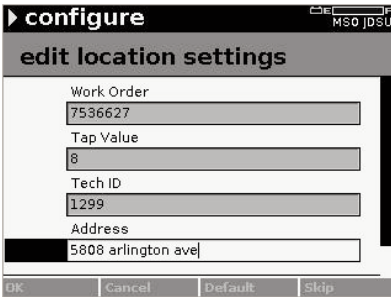 configure
E F
MSO JDSU
edit location settings
Work Order
7536627
Tap Value
8
Tech ID
1299
Address
5808 arlington ave
OK Cancel Default Skip